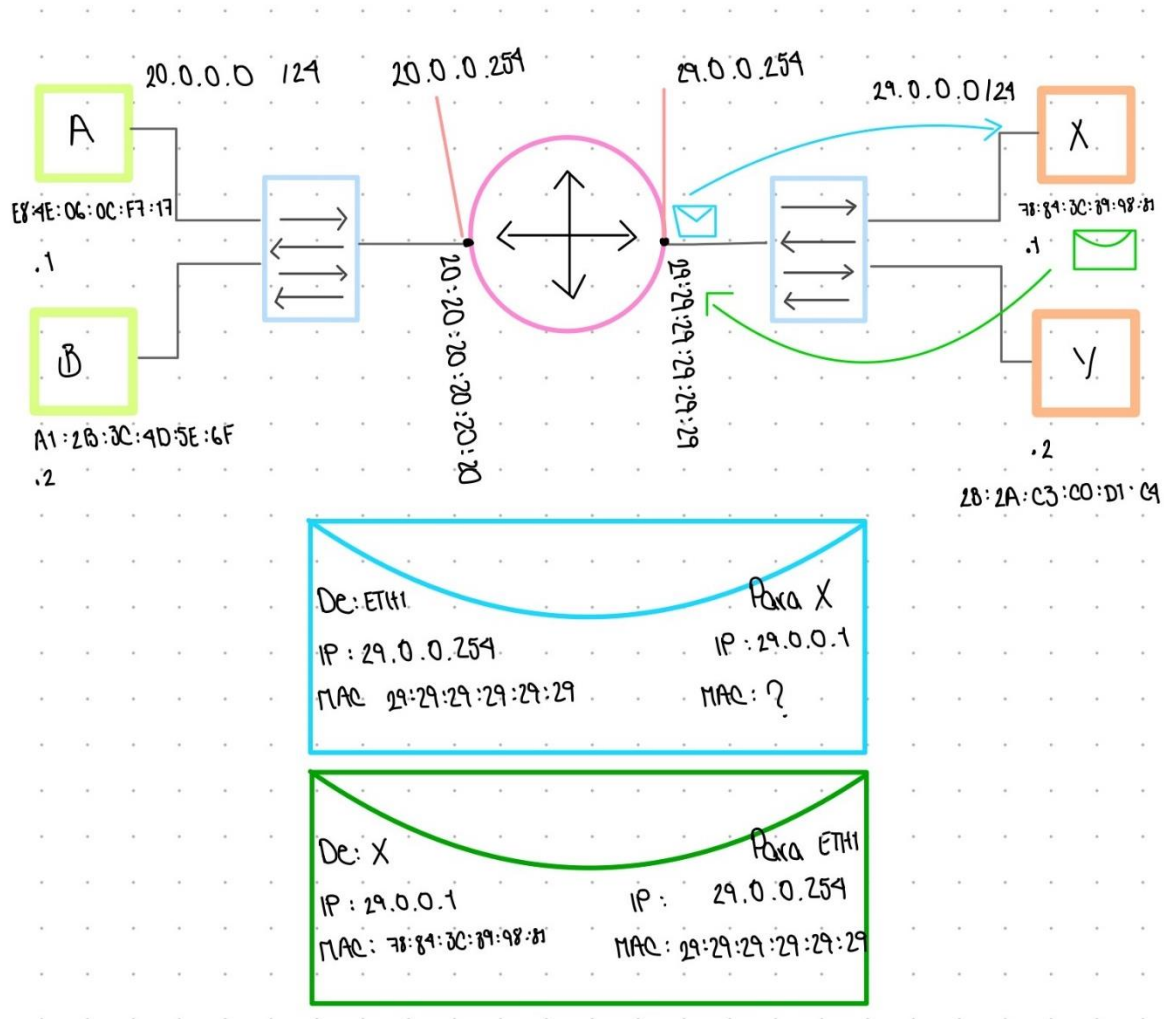 20.0.0.0 /24
20.0.0.254
29.0.0.254
29.0.0.0/24
A
X
E8:4E:06:0C:F7:17
78:84:3C:89:98:81
.1
.1
20:20:20:20:20:20
29:29:29:29:29:29
B
Y
A1:2B:3C:4D:5E:6F
.2
.2
28:2A:C3:C0:D1:C4
De: ETH1
Para X
IP: 29.0.0.254
IP: 29.0.0.1
MAC 29:29:29:29:29:29
MAC: ?
De: X
Para ETH1
IP: 29.0.0.1
IP: 29.0.0.254
MAC: 78:84:3C:89:98:81
MAC: 29:29:29:29:29:29